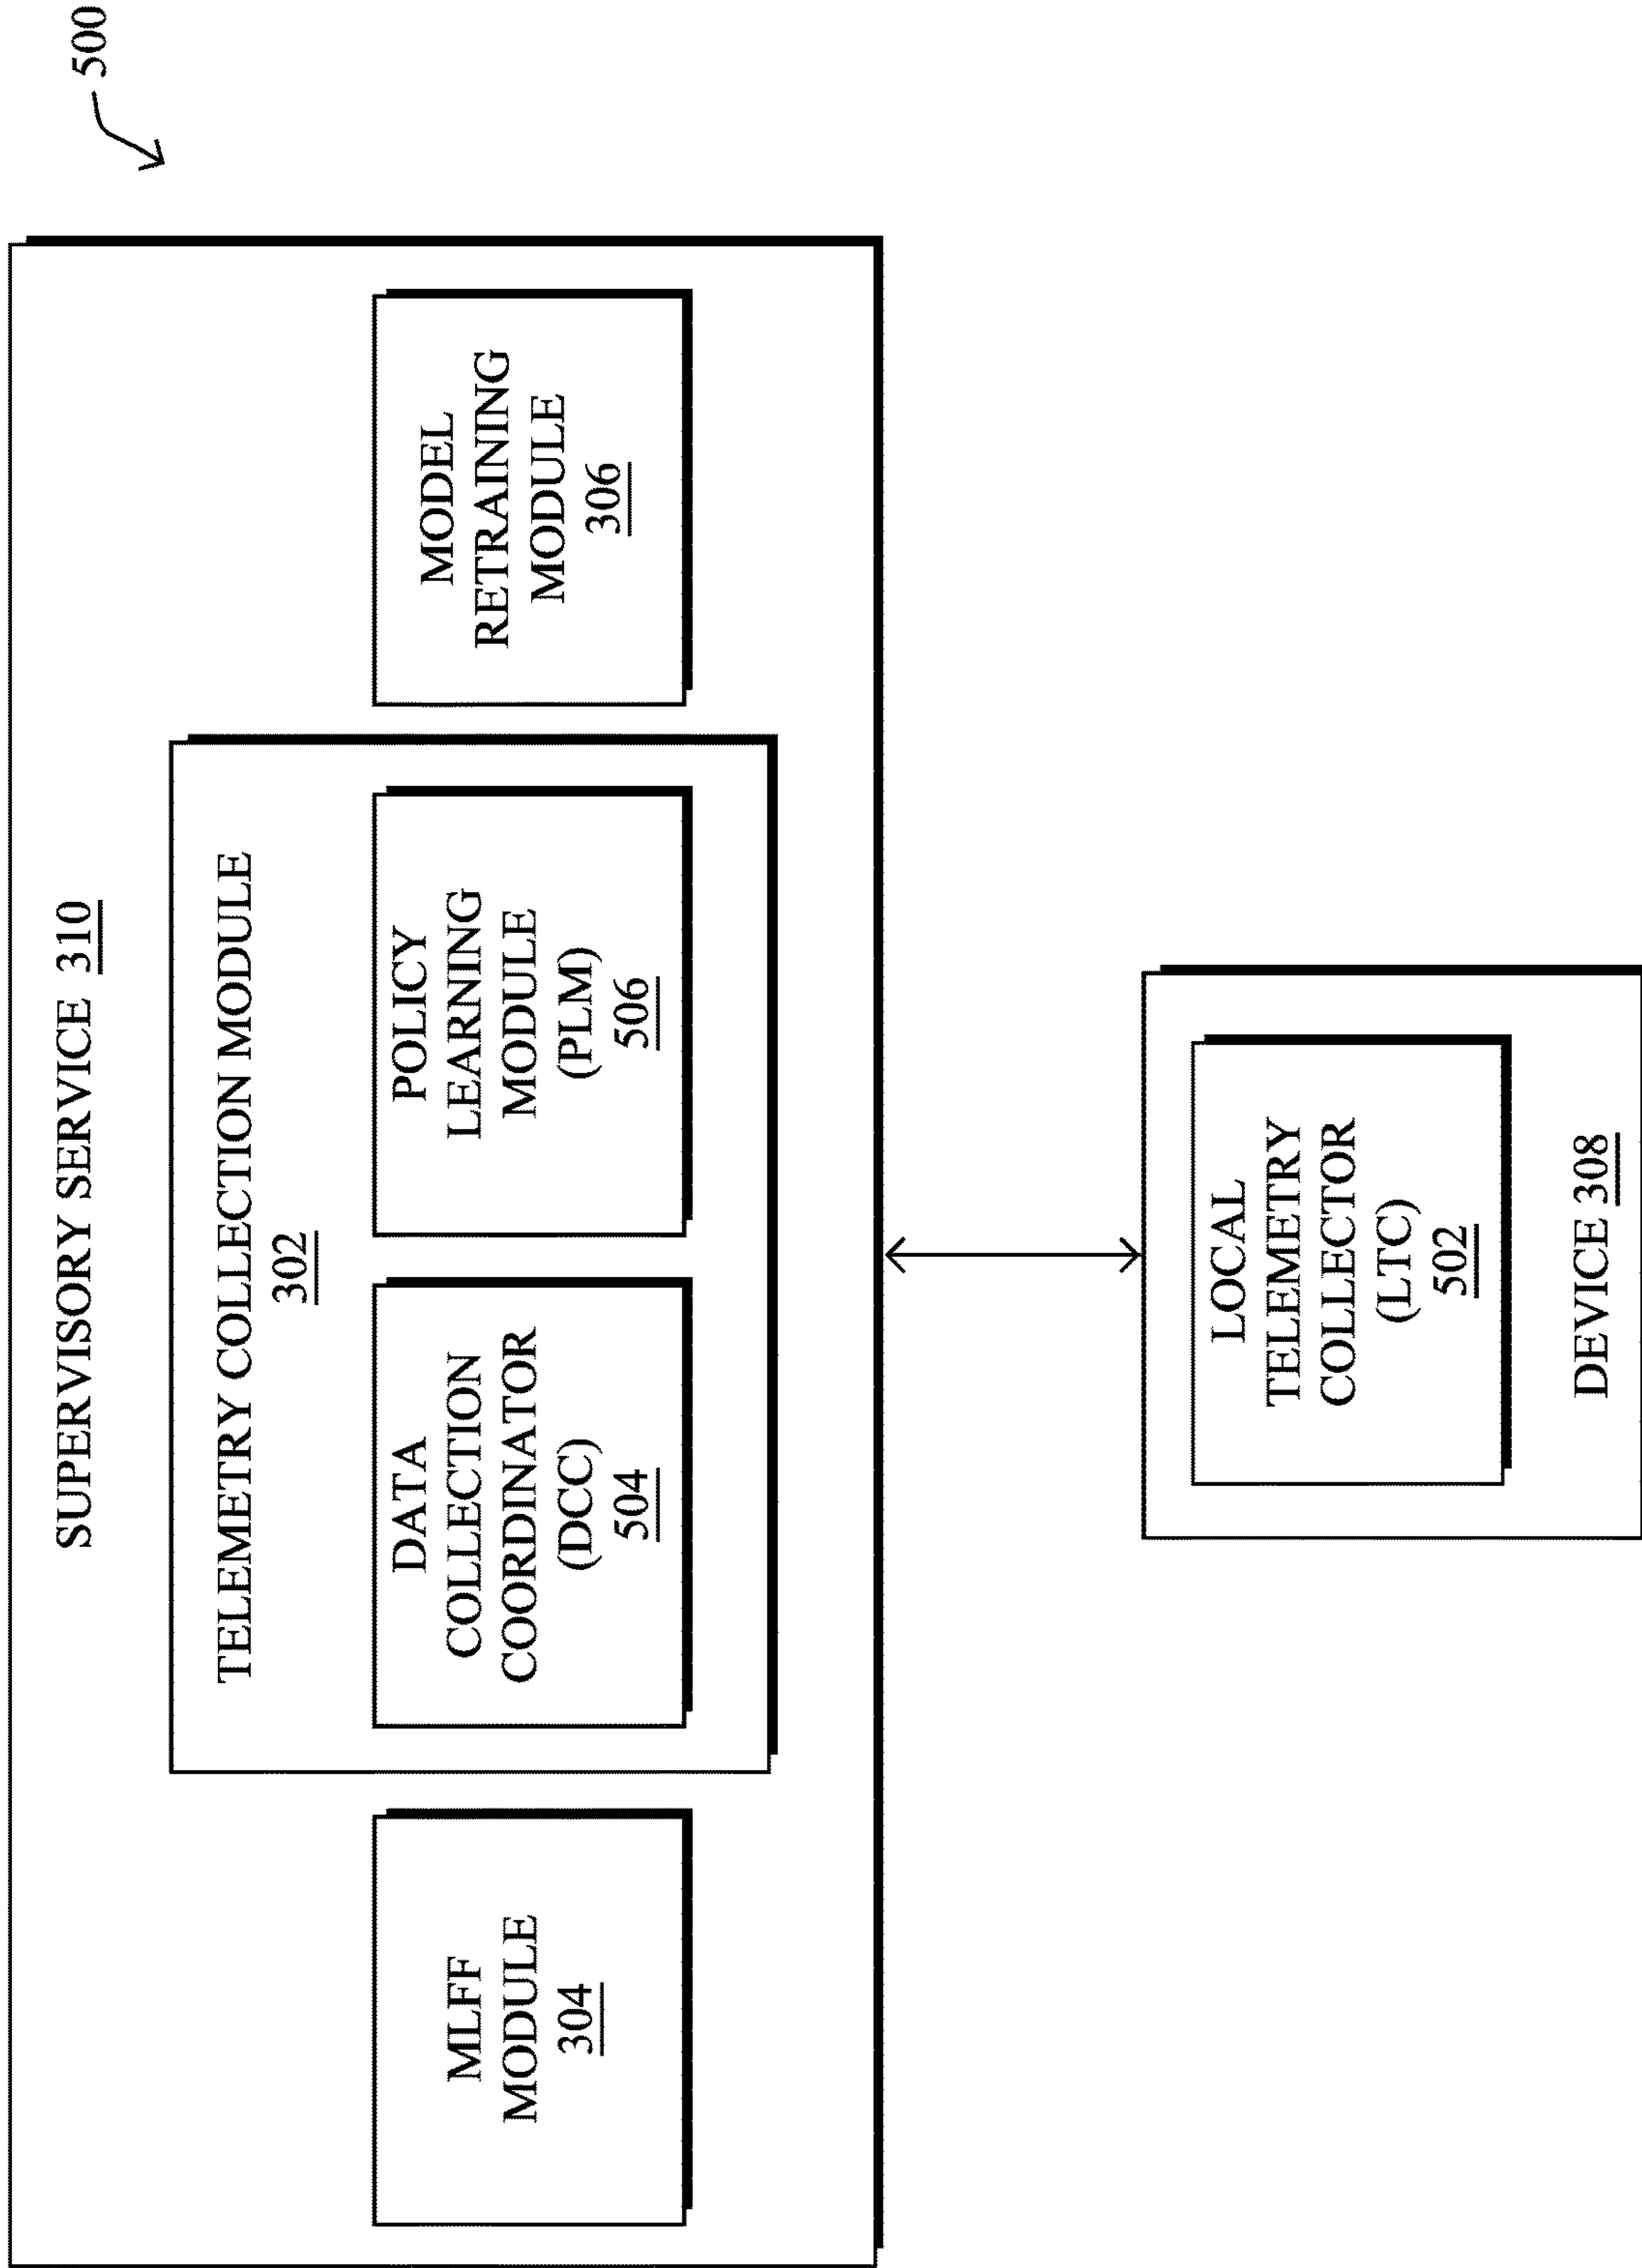 500
SUPERVISORY SERVICE 310
TELEMETRY COLLECTION MODULE
302
MLFF
MODULE
304
DATA
COLLECTION
COORDINATOR
(DCC)
504
POLICY
LEARNING
MODULE
(PLM)
506
MODEL
RETRAINING
MODULE
306
LOCAL
TELEMETRY
COLLECTOR
(LTC)
502
DEVICE 308